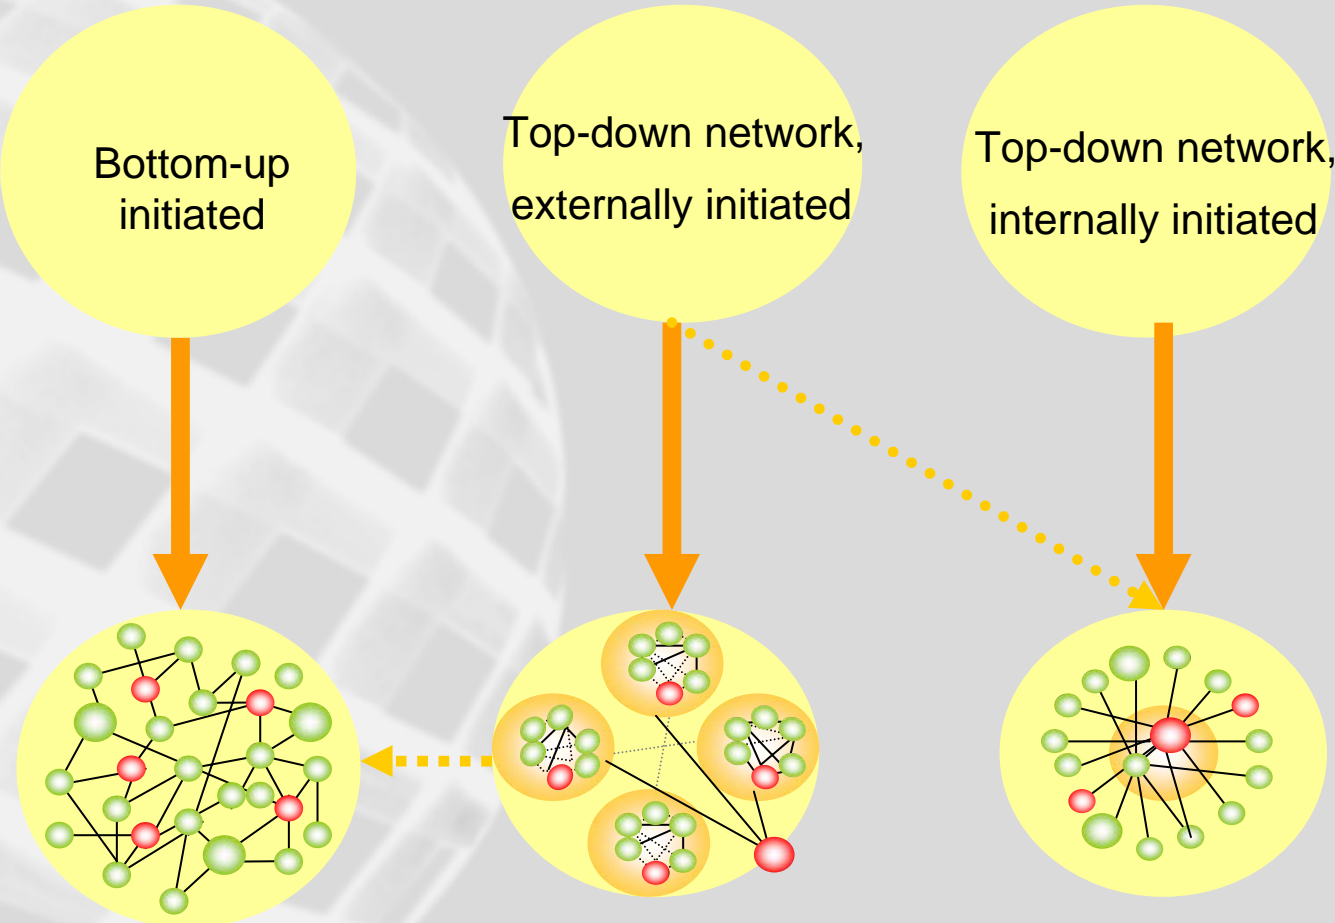 Bottom-up
initiated
Top-down network,
externally initiated
Top-down network,
internally initiated